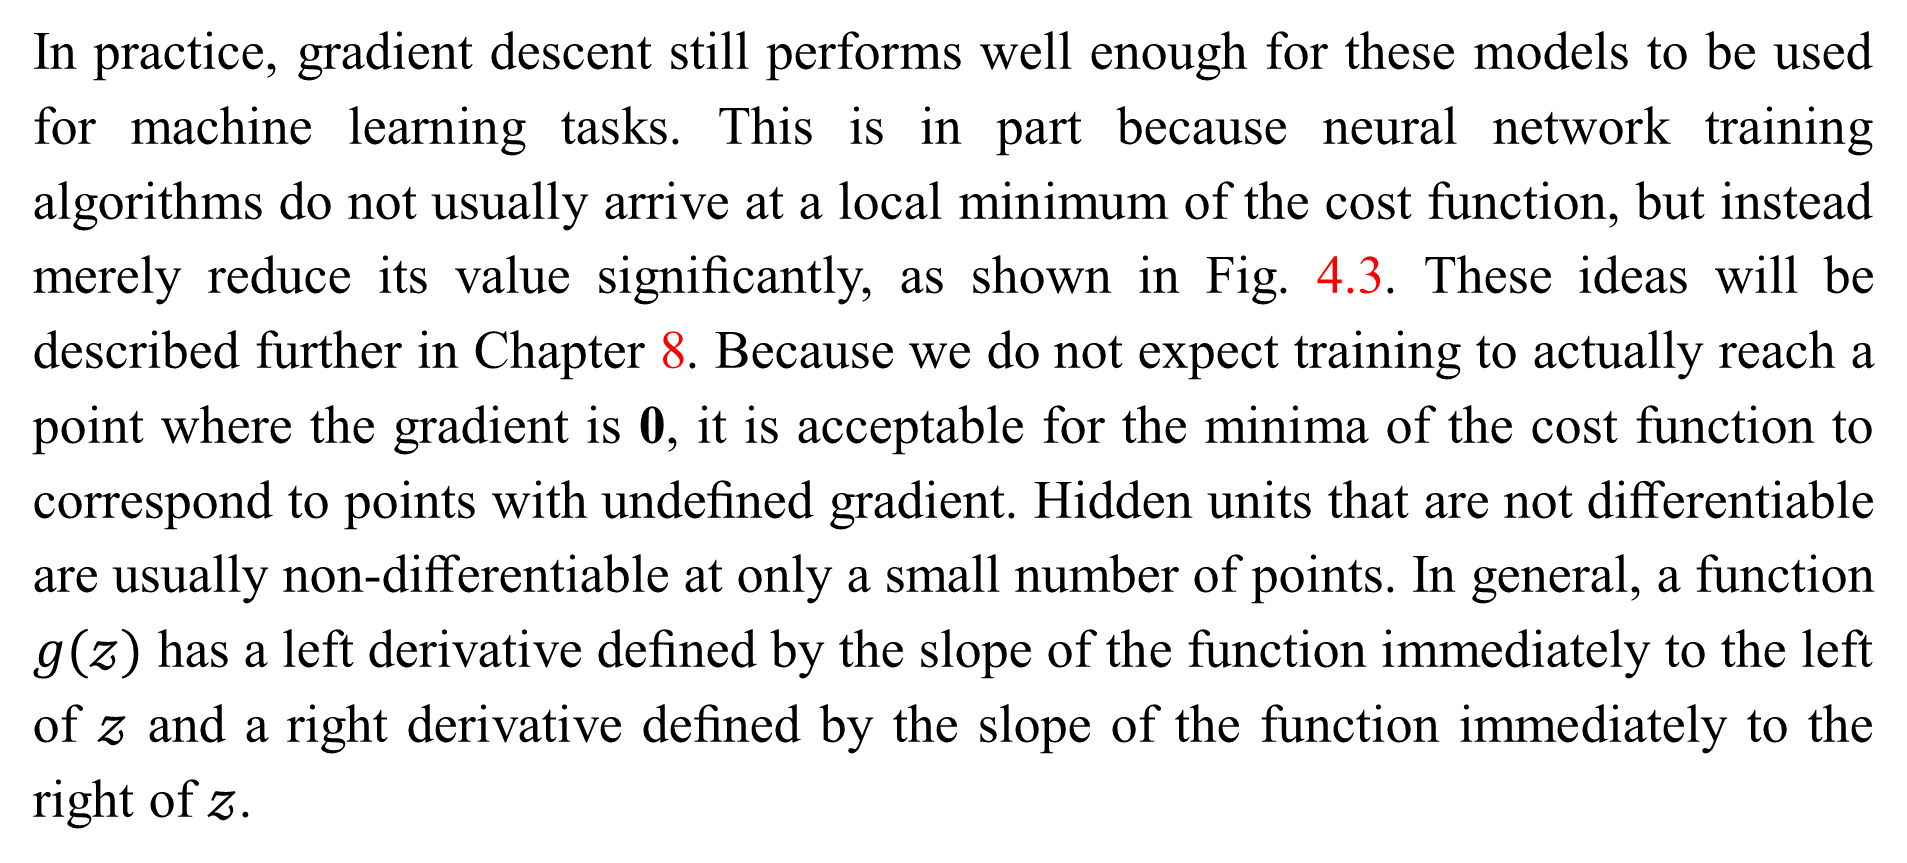 In practice, gradient descent still performs well enough for these models to be used
for machine learning tasks. This is in part because neural network training
algorithms do not usually arrive at a local minimum of the cost function, but instead
merely reduce its value significantly, as shown in Fig. 4.3. These ideas will be
described further in Chapter 8. Because we do not expect training to actually reach a
point where the gradient is 0, it is acceptable for the minima of the cost function to
correspond to points with undefined gradient. Hidden units that are not differentiable
are usually non-differentiable at only a small number of points. In general, a function
g(z) has a left derivative defined by the slope of the function immediately to the left
of z and a right derivative defined by the slope of the function immediately to the
right of z.